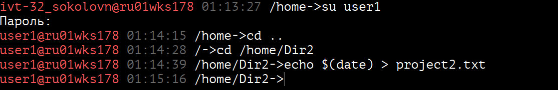 ivt-32_sokolovn@ru01wks178 01:13:27 /home->su user1
Пароль:
user1@ru01wks178 01:14:15 /home->cd ..
user1@ru01wks178 01:14:28 /->cd /home/Dir2
user1@ru01wks178 01:14:39 /home/Dir2->echo $(date) > project2.txt
user1@ru01wks178 01:15:16 /home/Dir2->